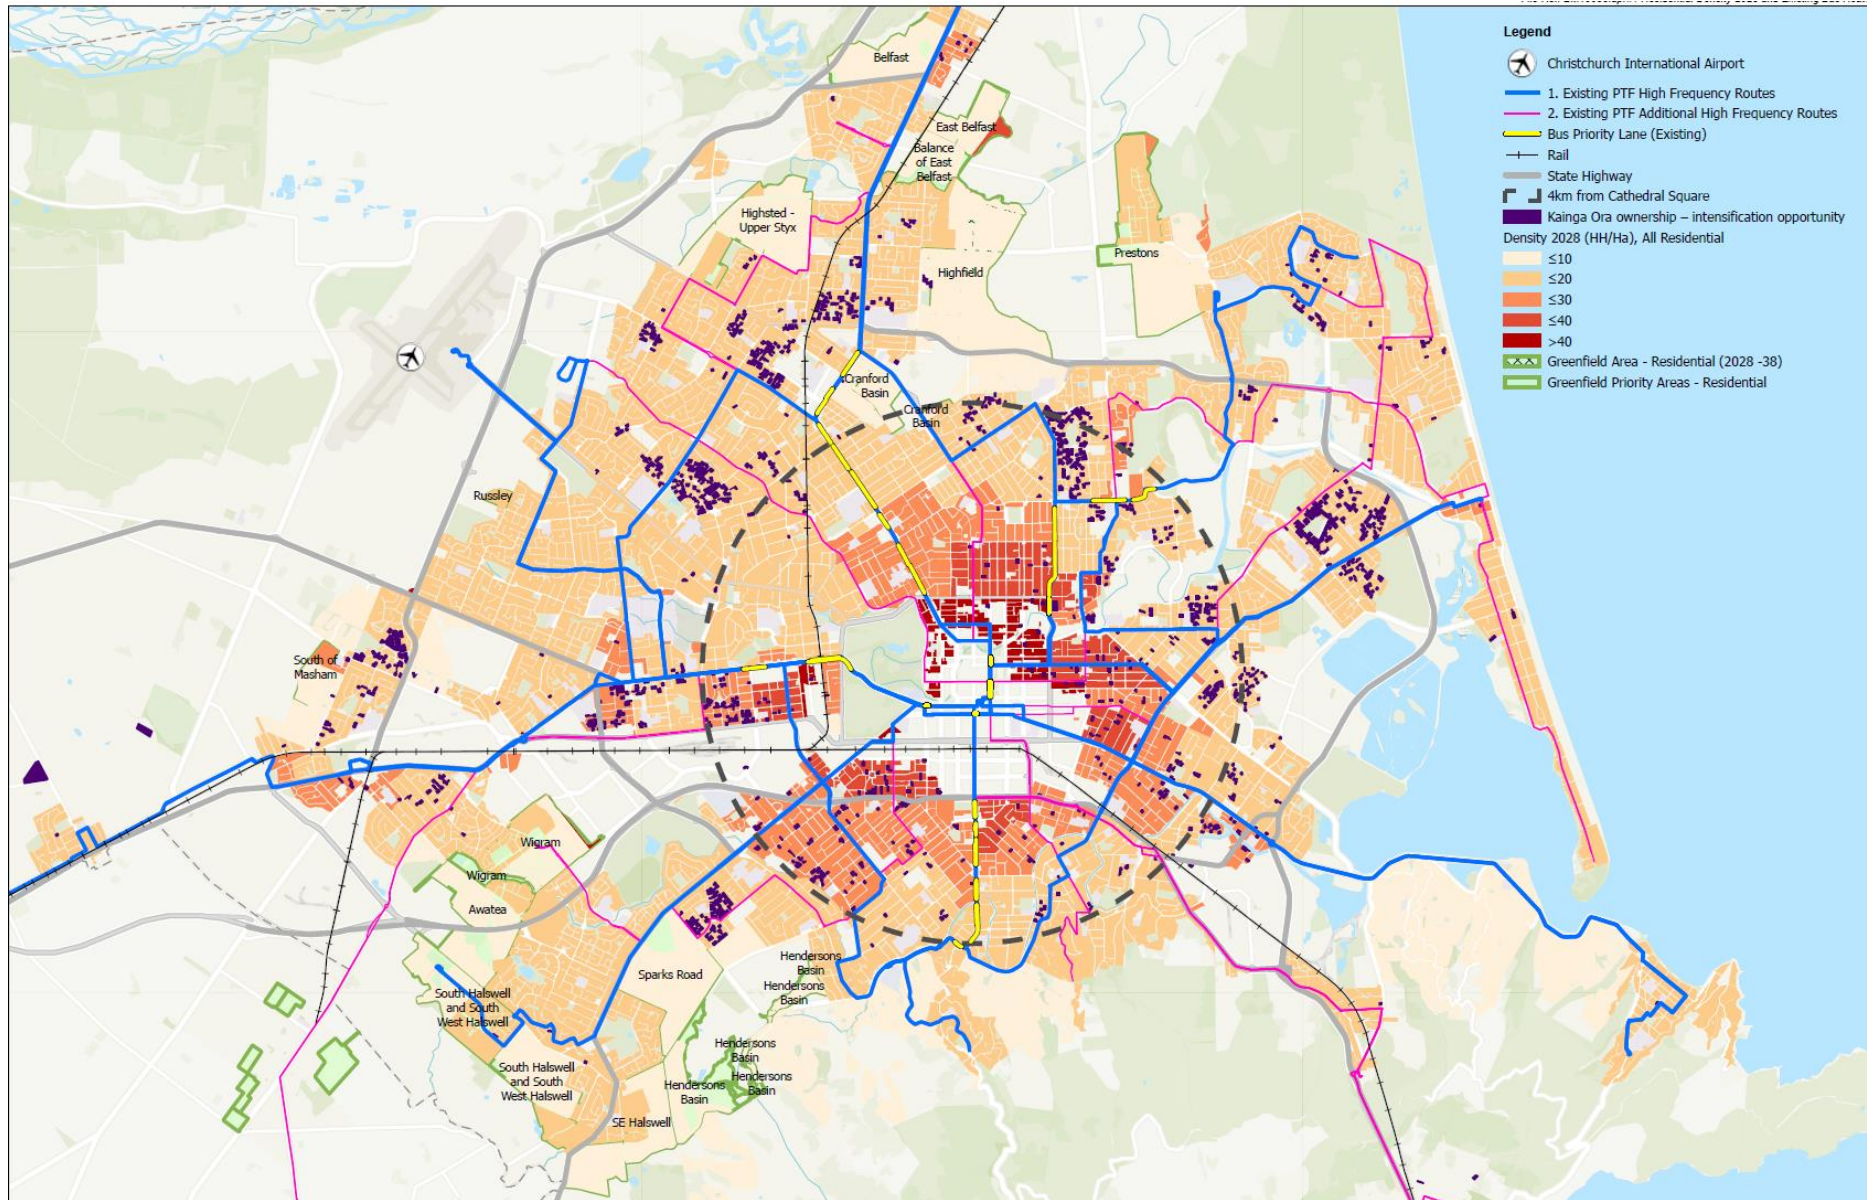 Legend
Christchurch International Airport
1. Existing PTF High Frequency Routes
2. Existing PTF Additional High Frequency Routes
Bus Priority Lane (Existing)
Rail
State Highway
4km from Cathedral Square
Kainga Ora ownership – intensification opportunity
Density 2028 (HH/Ha), All Residential
≤10
≤20
≤30
≤40
>40
Greenfield Area - Residential (2028 -38)
Greenfield Priority Areas - Residential
Belfast
East Belfast
Balance
of East
Belfast
Highsted -
Upper Styx
Prestons
Highfield
Cranford
Basin
Cranford
Basin
Russley
South of
Masham
Wigram
Wigram
Awatea
Hendersons
Basin
Sparks Road
Hendersons
Basin
South Halswell
and South
West Halswell
Hendersons
Basin
South Halswell
and South
West Halswell
Hendersons
Basin
Hendersons
Basin
SE Halswell